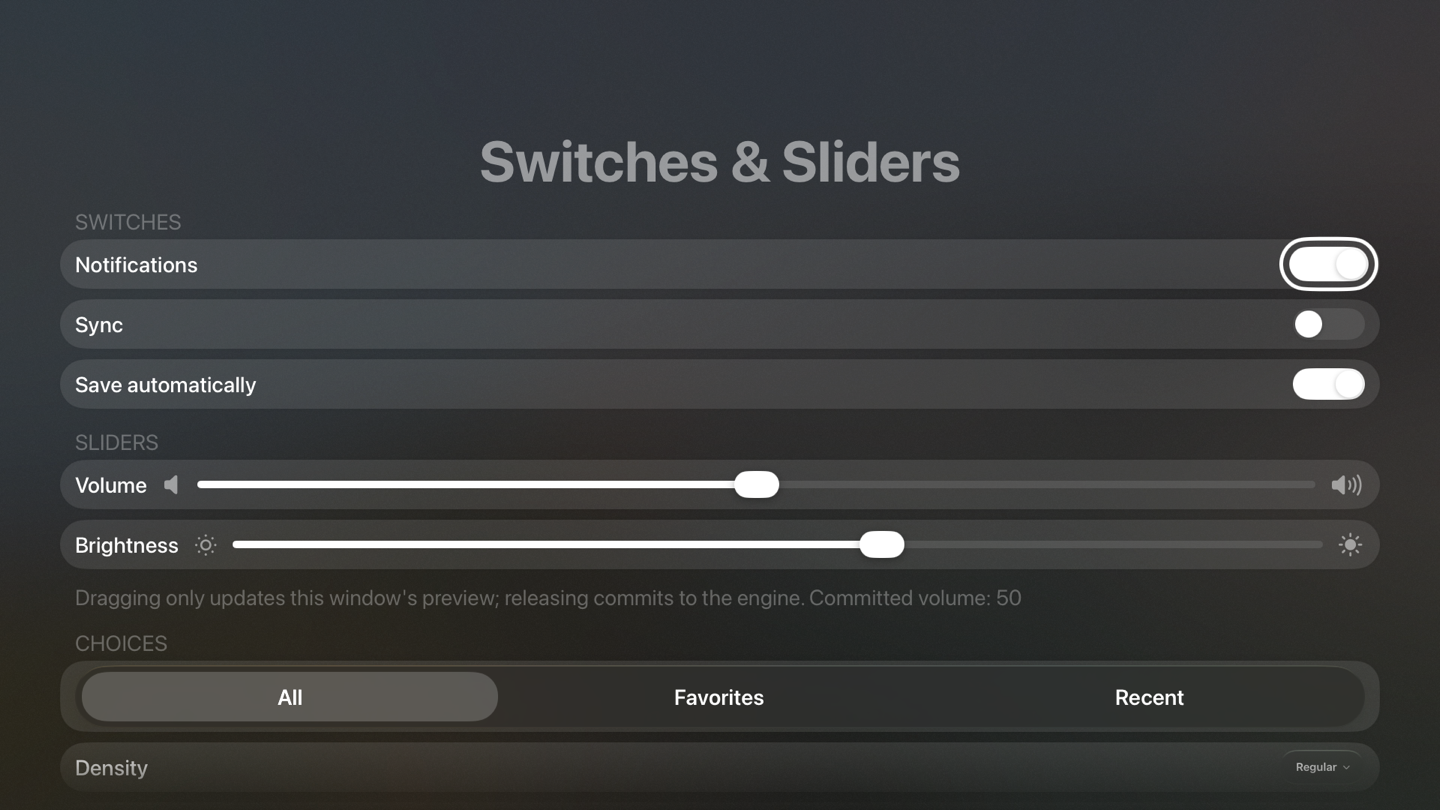 Switches & Sliders
SWITCHES
Notifications
Sync
Save automatically
SLIDERS
Volume
Brightness
Dragging only updates this window's preview; releasing commits to the engine. Committed volume: 50
CHOICES
All Favorites Recent
Density Regular